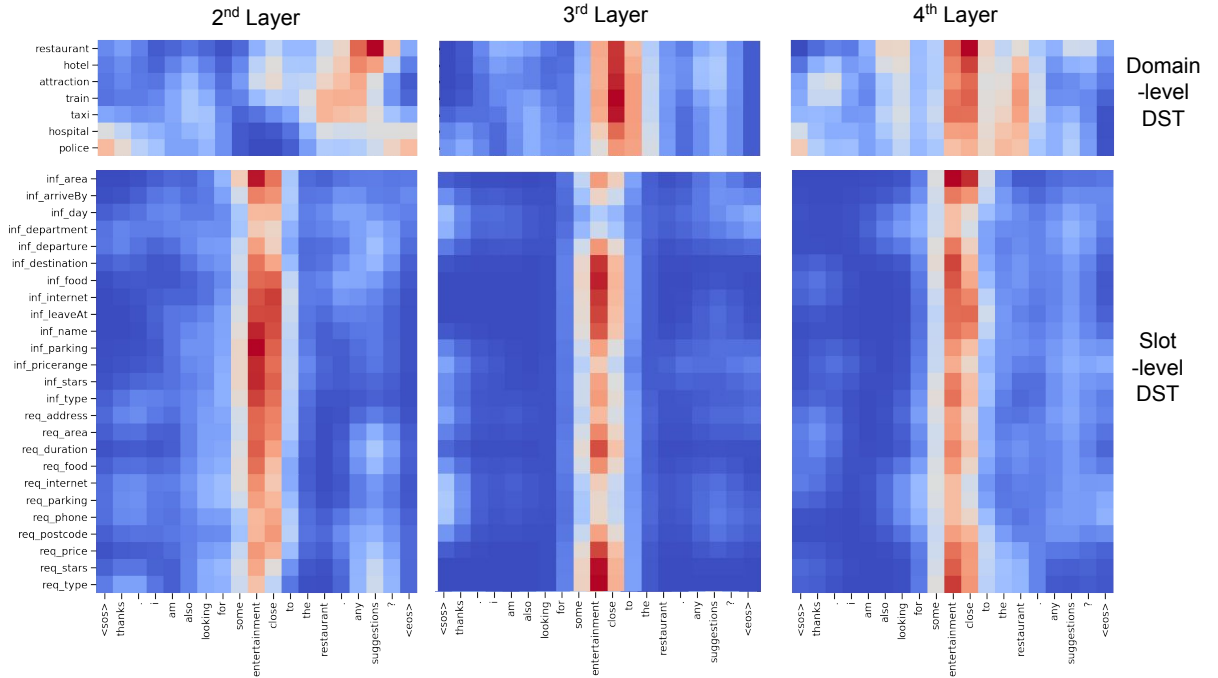 2nd Layer
3rd Layer
4th Layer
restaurant
hotel
attraction
train
taxi
hospital
police
Domain
-level
DST
inf_area
inf_arriveBy
inf_day
inf_department
inf_departure
inf_destination
inf_food
inf_internet
inf_leaveAt
inf_name
inf_parking
inf_pricerange
inf_stars
inf_type
req_address
req_area
req_duration
req_food
req_internet
req_parking
req_phone
req_postcode
req_price
req_stars
req_type
Slot
-level
DST
<sos> thanks . i am also looking for some entertainment close to the restaurant . any suggestions ? <eos>
<sos> thanks . i am also looking for some entertainment close to the restaurant . any suggestions ? <eos>
<sos> thanks . i am also looking for some entertainment close to the restaurant . any suggestions ? <eos>